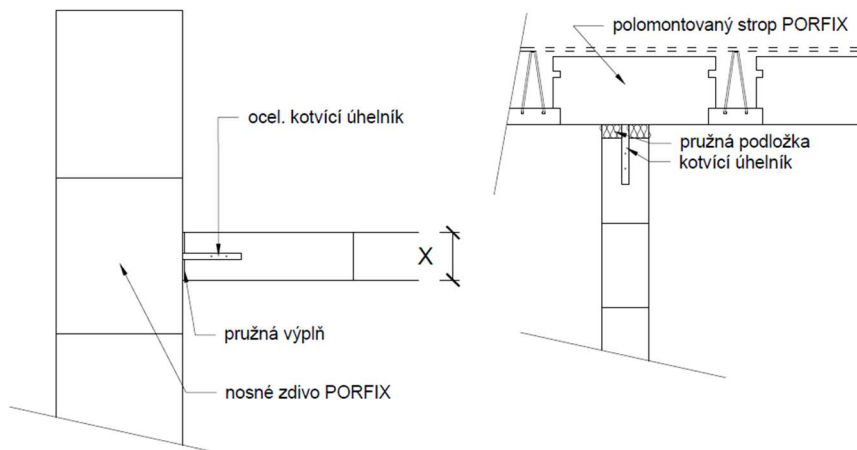 ocel. kotvící úhelník
X
pružná výplň
nosné zdivo PORFIX
polomontovaný strop PORFIX
pružná podložka
kotvící úhelník